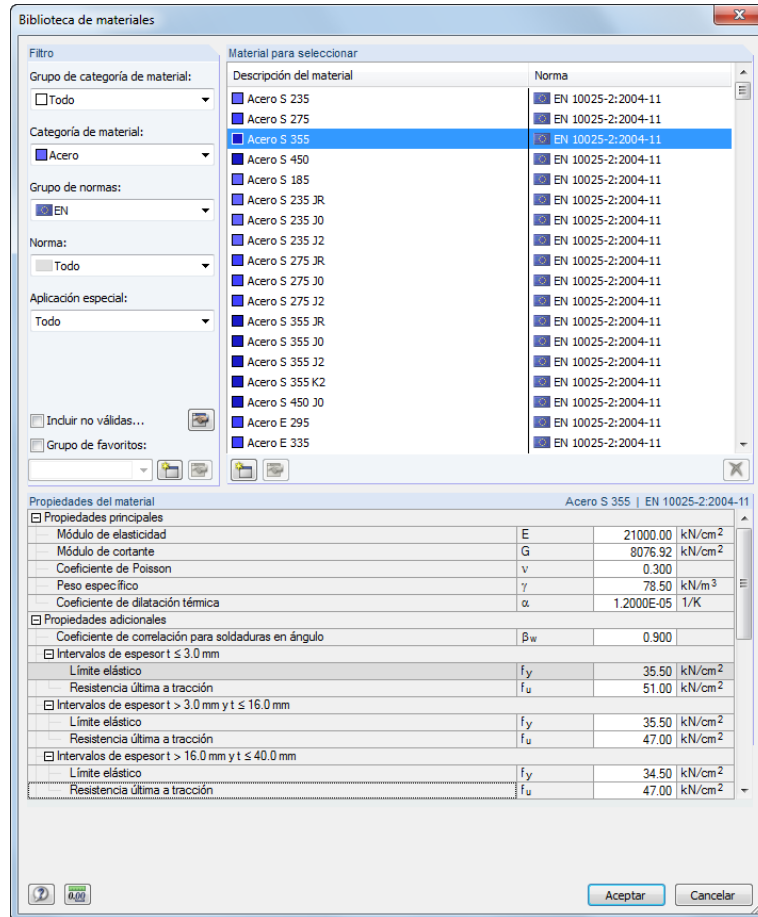 Biblioteca de materiales
Filtro
Grupo de categoría de material:
Todo
Categoría de material:
Acero
Grupo de normas:
EN
Norma:
Todo
Aplicación especial:
Todo
Incluir no válidas...
Grupo de favoritos:
Material para seleccionar
Descripción del material Norma
Acero S 235 EN 10025-2:2004-11
Acero S 275 EN 10025-2:2004-11
Acero S 355 EN 10025-2:2004-11
Acero S 450 EN 10025-2:2004-11
Acero S 185 EN 10025-2:2004-11
Acero S 235 JR EN 10025-2:2004-11
Acero S 235 J0 EN 10025-2:2004-11
Acero S 235 J2 EN 10025-2:2004-11
Acero S 275 JR EN 10025-2:2004-11
Acero S 275 J0 EN 10025-2:2004-11
Acero S 275 J2 EN 10025-2:2004-11
Acero S 355 JR EN 10025-2:2004-11
Acero S 355 J0 EN 10025-2:2004-11
Acero S 355 J2 EN 10025-2:2004-11
Acero S 355 K2 EN 10025-2:2004-11
Acero S 450 J0 EN 10025-2:2004-11
Acero E 295 EN 10025-2:2004-11
Acero E 335 EN 10025-2:2004-11
Propiedades del material Acero S 355 | EN 10025-2:2004-11
Propiedades principales
Módulo de elasticidad E 21000.00 kN/cm²
Módulo de cortante G 8076.92 kN/cm²
Coeficiente de Poisson ν 0.300
Peso específico γ 78.50 kN/m³
Coeficiente de dilatación térmica α 1.2000E-05 1/K
Propiedades adicionales
Coeficiente de correlación para soldaduras en ángulo βw 0.900
Intervalos de espesor t ≤ 3.0 mm
Límite elástico fy 35.50 kN/cm²
Resistencia última a tracción fu 51.00 kN/cm²
Intervalos de espesor t > 3.0 mm y t ≤ 16.0 mm
Límite elástico fy 35.50 kN/cm²
Resistencia última a tracción fu 47.00 kN/cm²
Intervalos de espesor t > 16.0 mm y t ≤ 40.0 mm
Límite elástico fy 34.50 kN/cm²
Resistencia última a tracción fu 47.00 kN/cm²
0.00
Aceptar Cancelar